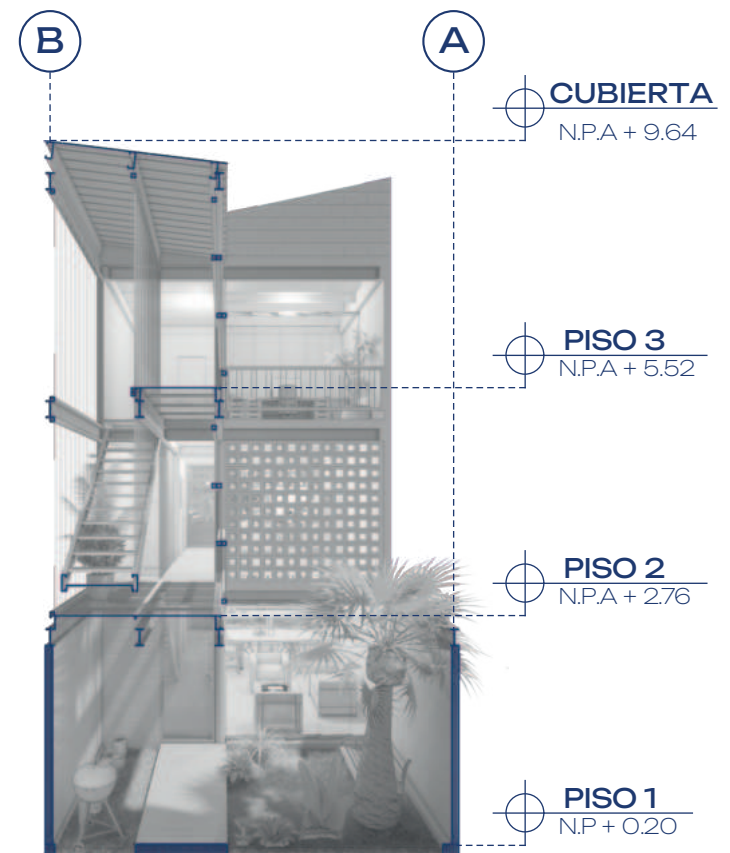 B
A
CUBIERTA
N.P.A + 9.64
PISO 3
N.P.A + 5.52
PISO 2
N.P.A + 2.76
PISO 1
N.P + 0.20